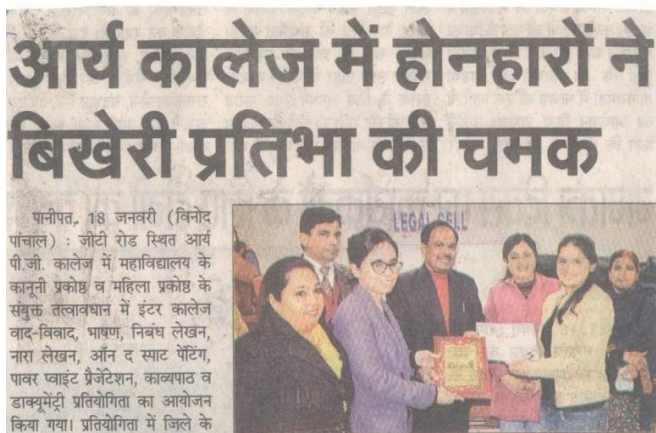 आर्य कालेज में होनहारों ने
बिखेरी प्रतिभा की चमक
पानीपत, 18 जनवरी (विनोद
पांचाल) : जीटी रोड स्थित आर्य
पी.जी. कालेज में महाविद्यालय के
कानूनी प्रकोष्ठ व महिला प्रकोष्ठ के
संयुक्त तत्वावधान में इंटर कालेज
वाद-विवाद, भाषण, निबंध लेखन,
नारा लेखन, ऑन द स्पाट पेंटिंग,
पावर प्वाइंट प्रैजेंटेशन, काव्यपाठ व
डाक्यूमेंट्री प्रतियोगिता का आयोजन
किया गया। प्रतियोगिता में जिले के
LEGAL CELL